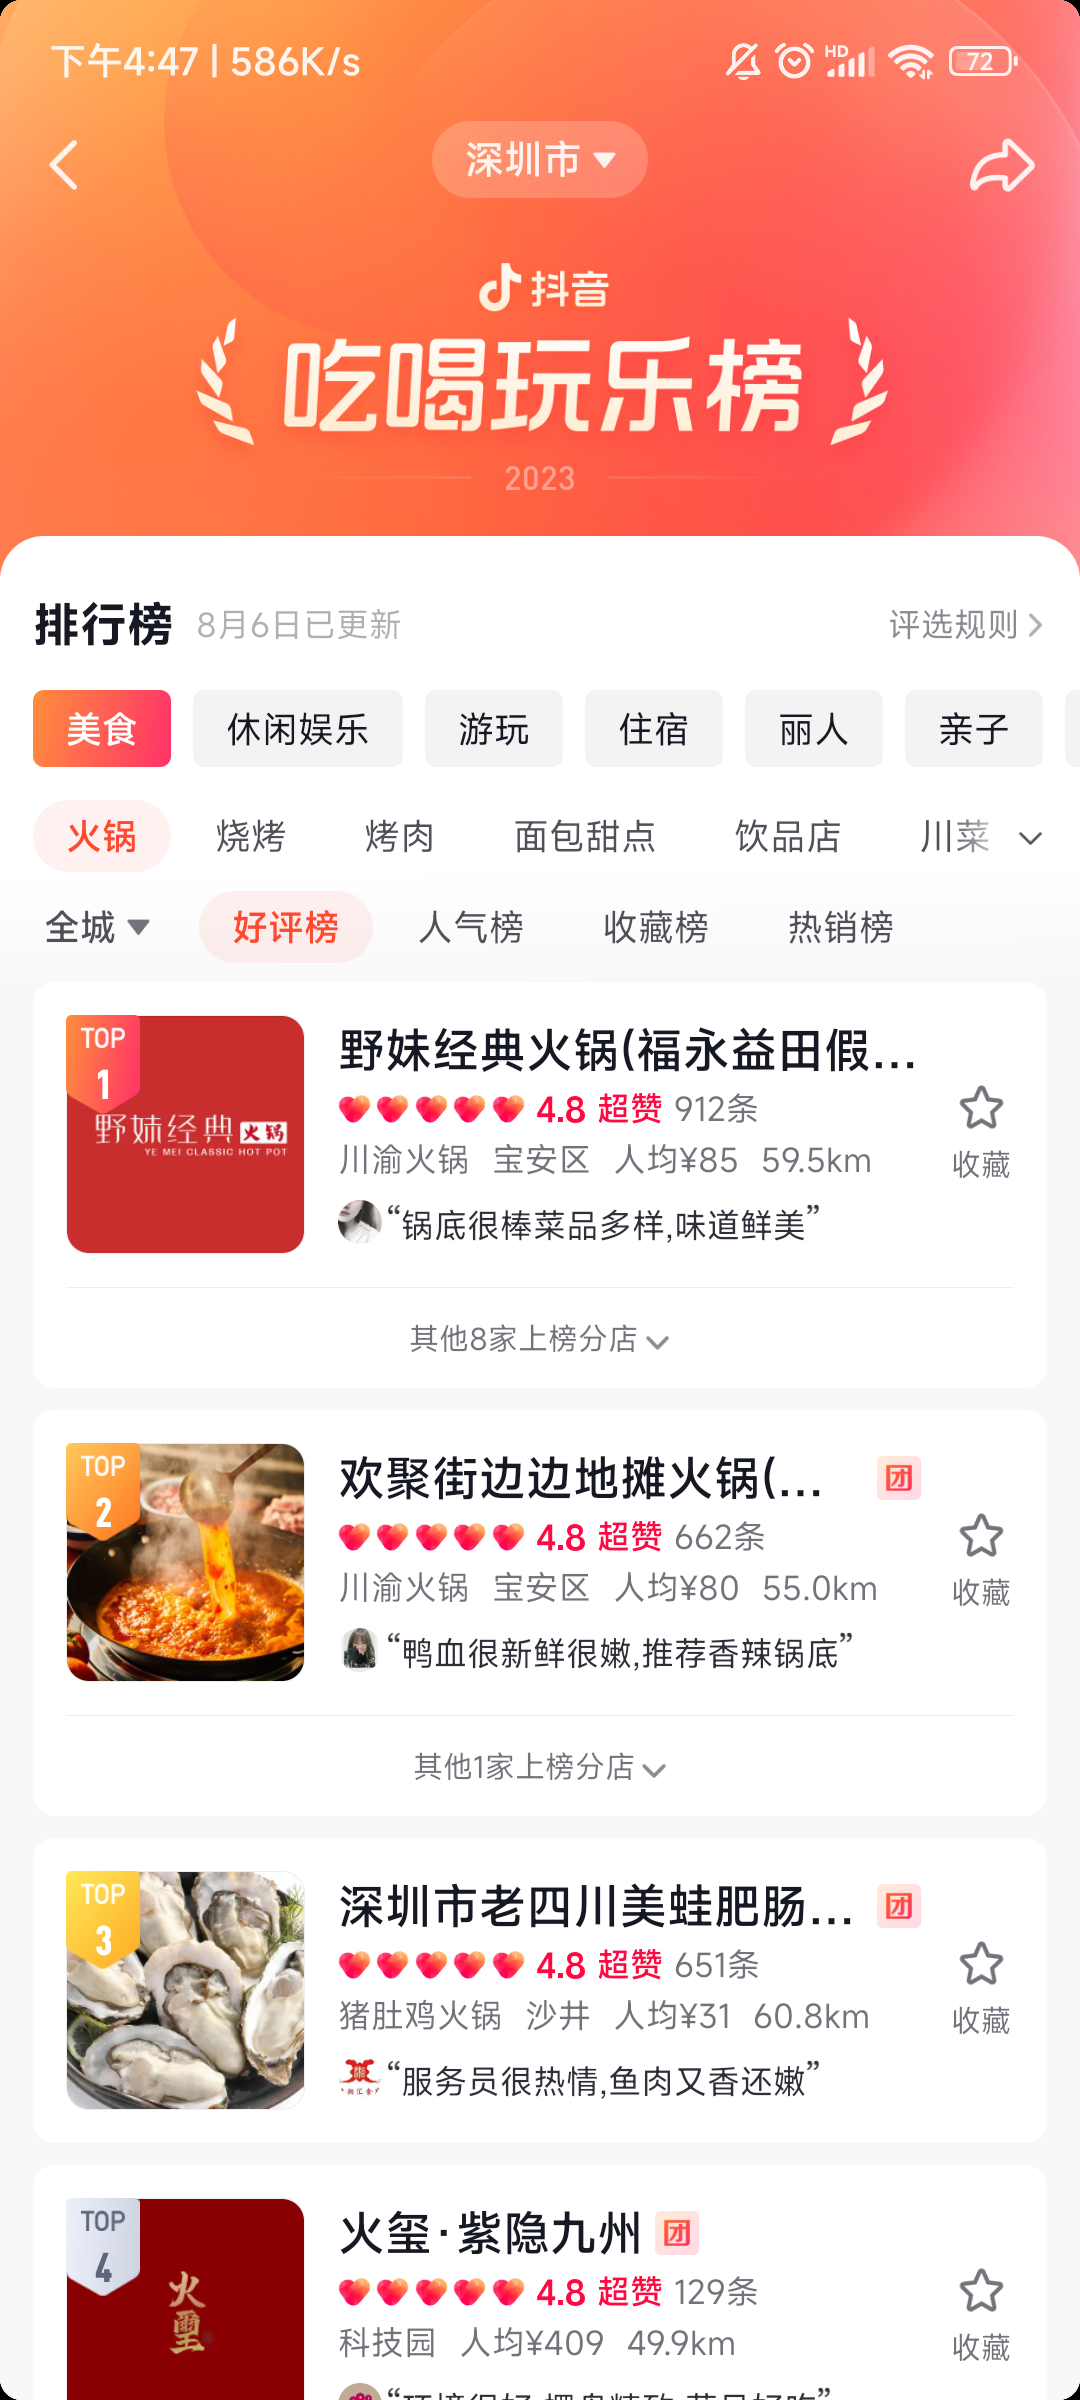 下午4:47 | 586K/s
HD
72
深圳市
抖音
吃喝玩乐榜
2023
排行榜 8月6日已更新 评选规则
美食 休闲娱乐 游玩 住宿 丽人 亲子
火锅 烧烤 烤肉 面包甜点 饮品店 川菜
全城 好评榜 人气榜 收藏榜 热销榜
TOP
1
野妹经典火锅
YE MEI CLASSIC HOT POT
野妹经典火锅(福永益田假...
4.8 超赞 912条
川渝火锅 宝安区 人均¥85 59.5km
“锅底很棒菜品多样,味道鲜美”
收藏
其他8家上榜分店
TOP
2
欢聚街边边地摊火锅(... 团
4.8 超赞 662条
川渝火锅 宝安区 人均¥80 55.0km
“鸭血很新鲜很嫩,推荐香辣锅底”
收藏
其他1家上榜分店
TOP
3
深圳市老四川美蛙肥肠... 团
4.8 超赞 651条
猪肚鸡火锅 沙井 人均¥31 60.8km
“服务员很热情,鱼肉又香还嫩”
收藏
TOP
4
火璽
火玺·紫隐九州 团
4.8 超赞 129条
科技园 人均¥409 49.9km
收藏